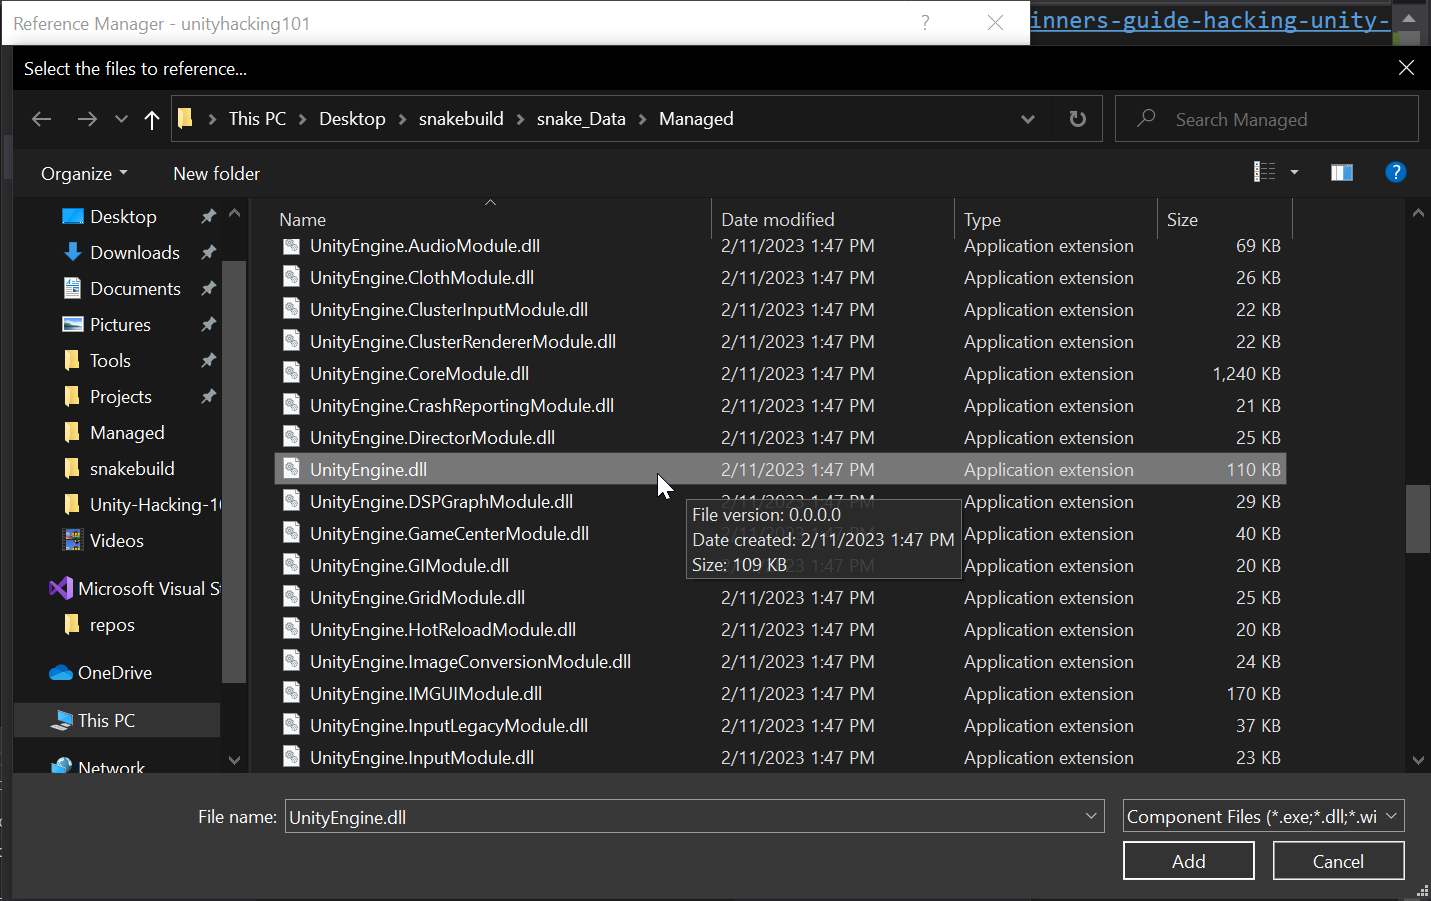 Reference Manager - unityhacking101 ?
inners-guide-hacking-unity-
Select the files to reference...
This PC > Desktop > snakebuild > snake_Data > Managed
Search Managed
Organize
New folder
?
Desktop
Downloads
Documents
Pictures
Tools
Projects
Managed
snakebuild
Unity-Hacking-10
Videos
Microsoft Visual St
repos
OneDrive
This PC
Network
Name Date modified Type Size
UnityEngine.AudioModule.dll 2/11/2023 1:47 PM Application extension 69 KB
UnityEngine.ClothModule.dll 2/11/2023 1:47 PM Application extension 26 KB
UnityEngine.ClusterInputModule.dll 2/11/2023 1:47 PM Application extension 22 KB
UnityEngine.ClusterRendererModule.dll 2/11/2023 1:47 PM Application extension 22 KB
UnityEngine.CoreModule.dll 2/11/2023 1:47 PM Application extension 1,240 KB
UnityEngine.CrashReportingModule.dll 2/11/2023 1:47 PM Application extension 21 KB
UnityEngine.DirectorModule.dll 2/11/2023 1:47 PM Application extension 25 KB
UnityEngine.dll 2/11/2023 1:47 PM Application extension 110 KB
UnityEngine.DSPGraphModule.dll 2/11/2023 1:47 PM Application extension 29 KB
UnityEngine.GameCenterModule.dll Application extension 40 KB
UnityEngine.GIModule.dll Application extension 20 KB
UnityEngine.GridModule.dll 2/11/2023 1:47 PM Application extension 25 KB
UnityEngine.HotReloadModule.dll 2/11/2023 1:47 PM Application extension 20 KB
UnityEngine.ImageConversionModule.dll 2/11/2023 1:47 PM Application extension 24 KB
UnityEngine.IMGUIModule.dll 2/11/2023 1:47 PM Application extension 170 KB
UnityEngine.InputLegacyModule.dll 2/11/2023 1:47 PM Application extension 37 KB
UnityEngine.InputModule.dll 2/11/2023 1:47 PM Application extension 23 KB
File version: 0.0.0.0
Date created: 2/11/2023 1:47 PM
Size: 109 KB
File name: UnityEngine.dll
Component Files (*.exe;*.dll;*.wi
Add
Cancel